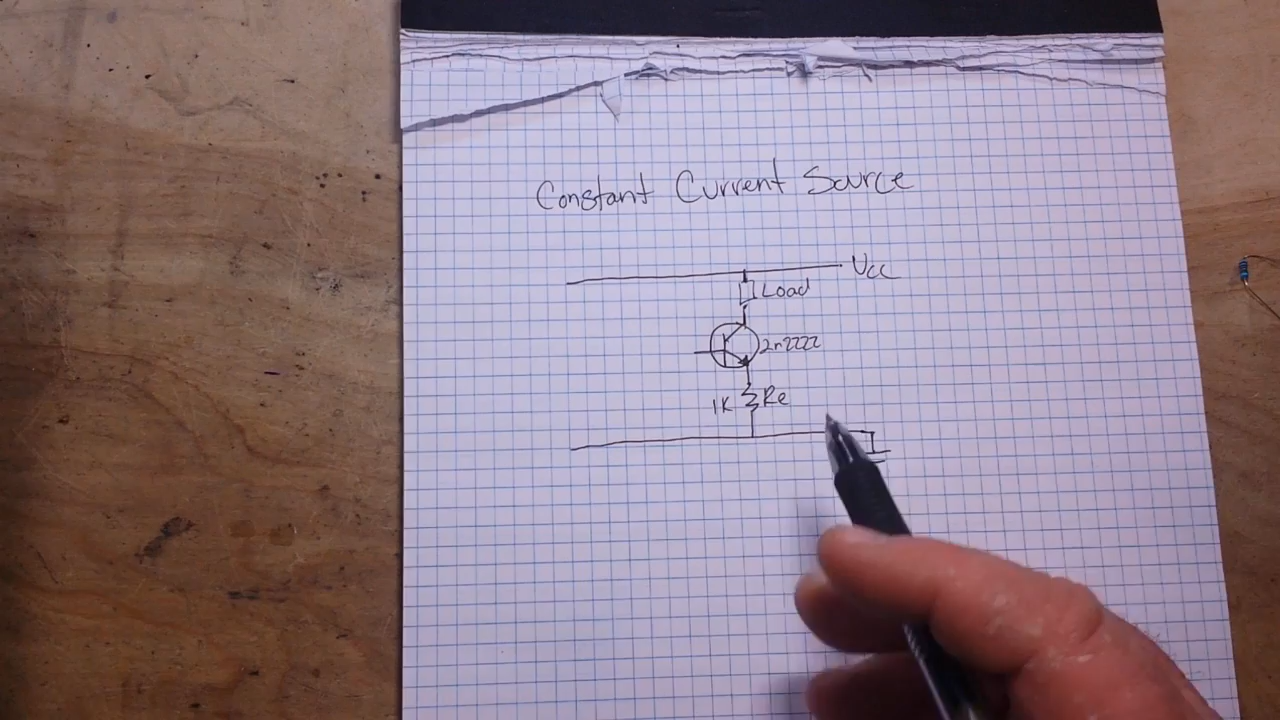 Constant Current Source
Vcc
Load
2n2222
1K Re